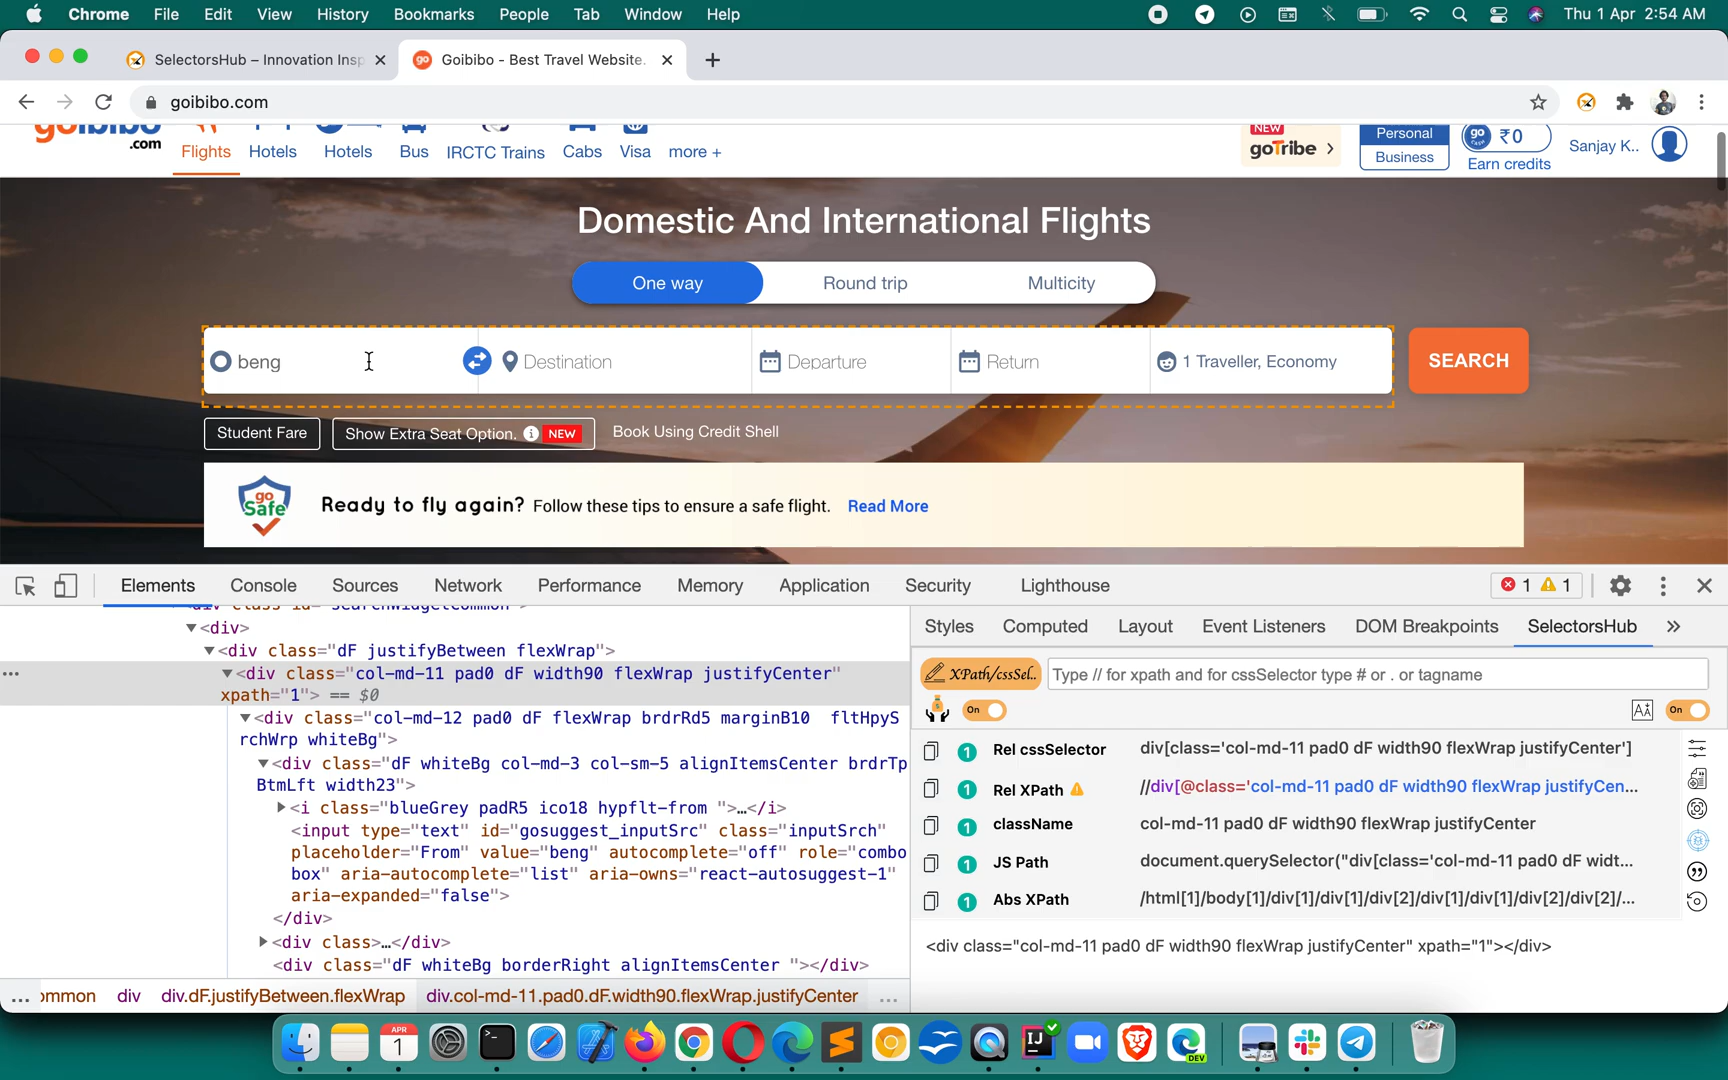 Chrome File Edit View History Bookmarks People Tab Window Help Thu 1 Apr 2:54 AM
SelectorsHub – Innovation Insp Goibibo - Best Travel Website.
goibibo.com
goibibo
.com
Flights Hotels Hotels Bus IRCTC Trains Cabs Visa more +
NEW
goTribe >
Personal
Business
go cash ₹0
Earn credits
Sanjay K..
Domestic And International Flights
One way Round trip Multicity
beng Destination Departure Return 1 Traveller, Economy SEARCH
Student Fare Show Extra Seat Option. i NEW Book Using Credit Shell
go Safe Ready to fly again? Follow these tips to ensure a safe flight. Read More
Elements Console Sources Network Performance Memory Application Security Lighthouse 1 1
<div class id="searchWidgetCommon">
▼<div>
▼<div class="dF justifyBetween flexWrap">
… ▼<div class="col-md-11 pad0 dF width90 flexWrap justifyCenter"
xpath="1"> == $0
▼<div class="col-md-12 pad0 dF flexWrap brdrRd5 marginB10  fltHpyS
rchWrp whiteBg">
▼<div class="dF whiteBg col-md-3 col-sm-5 alignItemsCenter brdrTp
BtmLft width23">
▶<i class="blueGrey padR5 ico18 hypflt-from ">…</i>
<input type="text" id="gosuggest_inputSrc" class="inputSrch"
placeholder="From" value="beng" autocomplete="off" role="combo
box" aria-autocomplete="list" aria-owns="react-autosuggest-1"
aria-expanded="false">
</div>
▶<div class>…</div>
<div class="dF whiteBg borderRight alignItemsCenter "></div>
… ommon div div.dF.justifyBetween.flexWrap div.col-md-11.pad0.dF.width90.flexWrap.justifyCenter …
Styles Computed Layout Event Listeners DOM Breakpoints SelectorsHub »
XPath/cssSel.. Type // for xpath and for cssSelector type # or . or tagname
On On
1 Rel cssSelector div[class='col-md-11 pad0 dF width90 flexWrap justifyCenter']
1 Rel XPath //div[@class='col-md-11 pad0 dF width90 flexWrap justifyCen...
1 className col-md-11 pad0 dF width90 flexWrap justifyCenter
1 JS Path document.querySelector("div[class='col-md-11 pad0 dF widt...
1 Abs XPath /html[1]/body[1]/div[1]/div[1]/div[2]/div[1]/div[1]/div[2]/div[2]/...
<div class="col-md-11 pad0 dF width90 flexWrap justifyCenter" xpath="1"></div>
APR
1
IJ
DEV